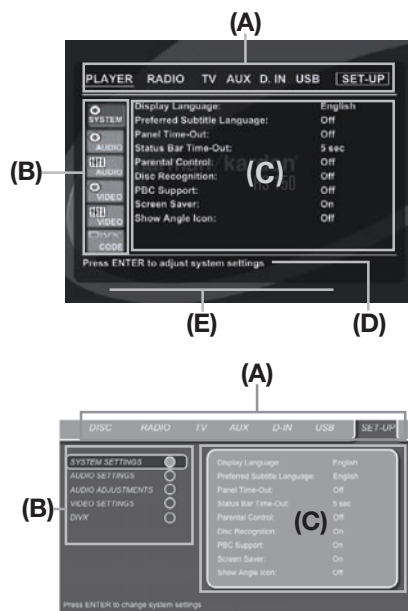 (A)
PLAYER RADIO TV AUX D. IN USB SET-UP
(B)
SYSTEM
AUDIO
AUDIO
VIDEO
VIDEO
DIVX
CODE
Display Language: English
Preferred Subtitle Language: Off
Panel Time-Out: Off
Status Bar Time-Out: 5 sec
Parental Control: Off
Disc Recognition: Off
PBC Support: Off
Screen Saver: On
Show Angle Icon: Off
harman/kardon
(C)
Press ENTER to adjust system settings
(E) (D)
(A)
DISC RADIO TV AUX D-IN USB SET-UP
(B)
SYSTEM SETTINGS
AUDIO SETTINGS
AUDIO ADJUSTMENTS
VIDEO SETTINGS
DIVX
Display Language: English
Preferred Subtitle Language: English
Panel Time-Out: Off
Status Bar Time-Out: 5 sec
Parental Control: Off
Disc Recognition: On
PBC Support: On
Screen Saver: On
Show Angle Icon: Off
(C)
Press ENTER to change system settings